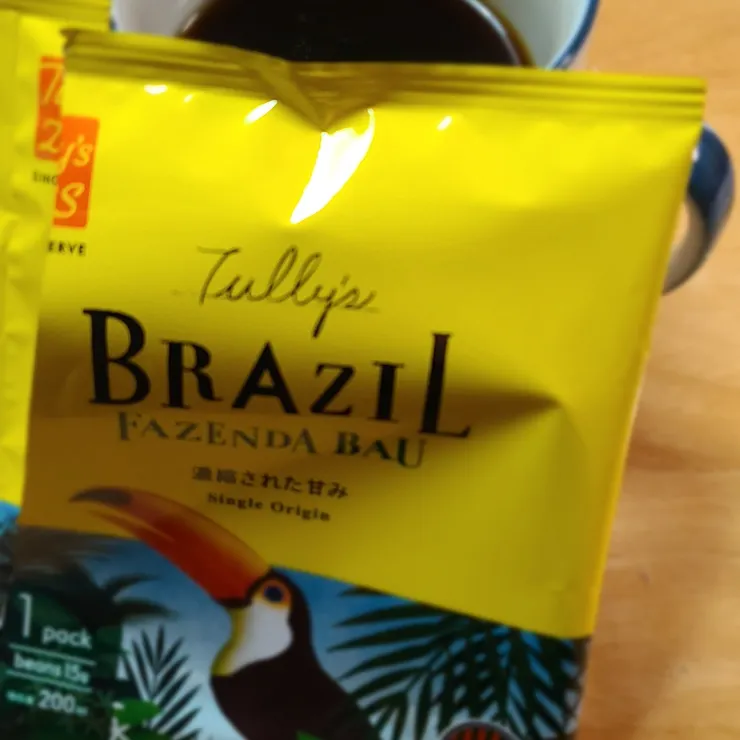 Tully's
BRAZIL
FAZENDA BAU
濃縮された甘み
Single Origin
1 pack
beans 15g
200